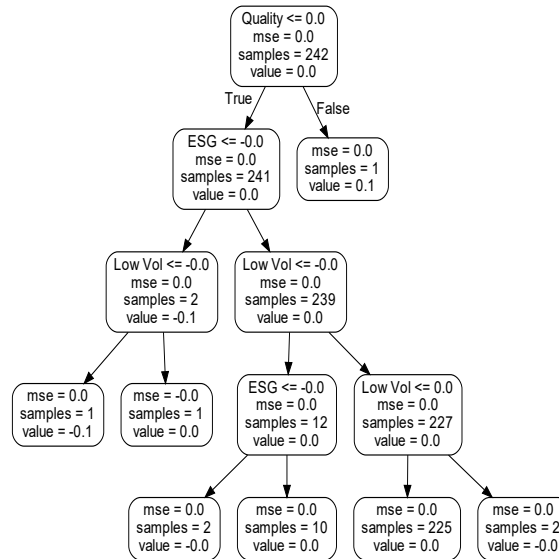 Quality <= 0.0
mse = 0.0
samples = 242
value = 0.0
True
False
ESG <= -0.0
mse = 0.0
samples = 241
value = 0.0
mse = 0.0
samples = 1
value = 0.1
Low Vol <= -0.0
mse = 0.0
samples = 2
value = -0.1
Low Vol <= -0.0
mse = 0.0
samples = 239
value = 0.0
mse = 0.0
samples = 1
value = -0.1
mse = -0.0
samples = 1
value = 0.0
ESG <= -0.0
mse = 0.0
samples = 12
value = 0.0
Low Vol <= 0.0
mse = 0.0
samples = 227
value = 0.0
mse = 0.0
samples = 2
value = -0.0
mse = 0.0
samples = 10
value = 0.0
mse = 0.0
samples = 225
value = 0.0
mse = 0.0
samples = 2
value = -0.0